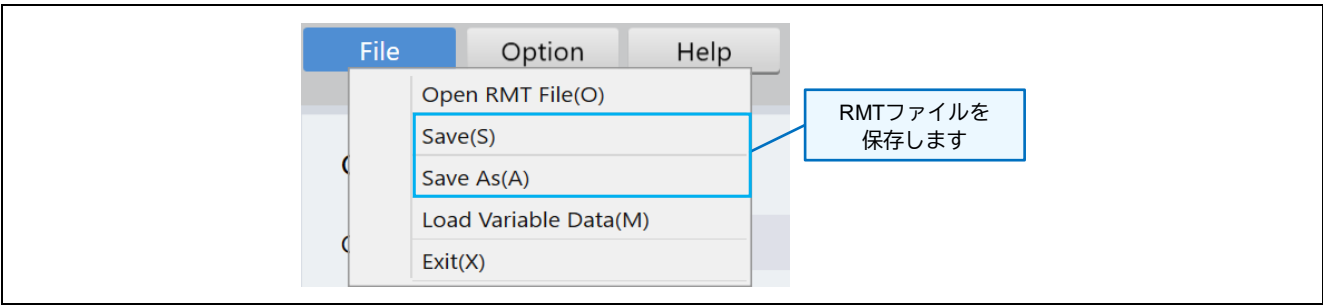 File Option Help
Open RMT File(O)
Save(S)
Save As(A)
Load Variable Data(M)
Exit(X)
RMTファイルを
保存します